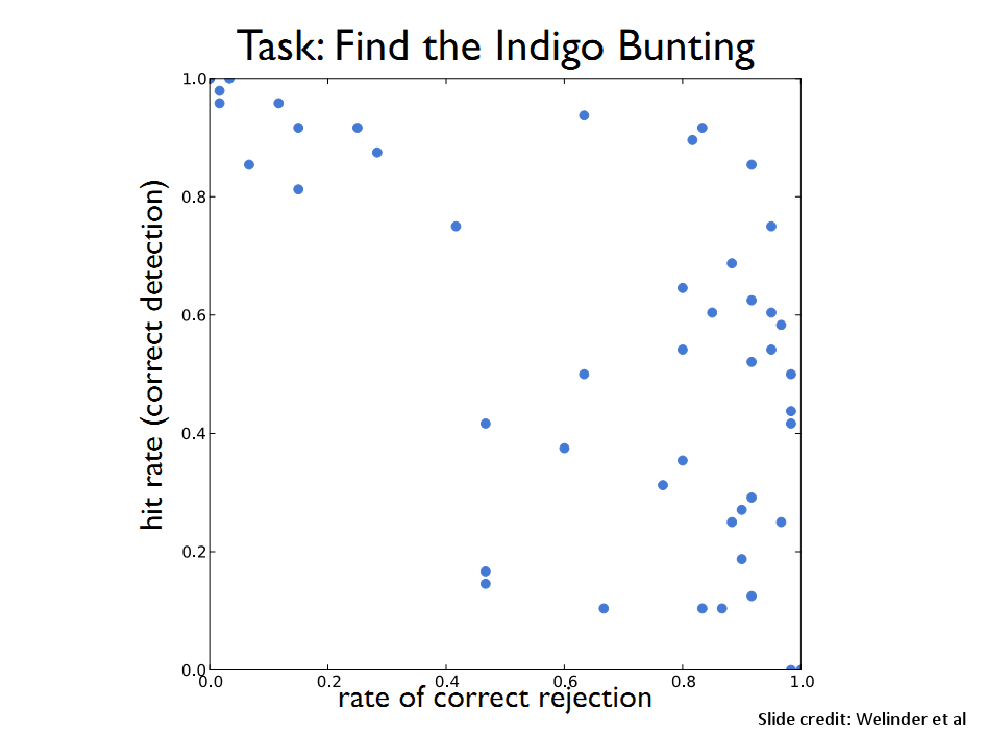 Task: Find the Indigo Bunting
1.0
0.8
0.6
0.4
0.2
0.0
hit rate (correct detection)
0.0 0.2 0.4 0.6 0.8 1.0
rate of correct rejection
Slide credit: Welinder et al